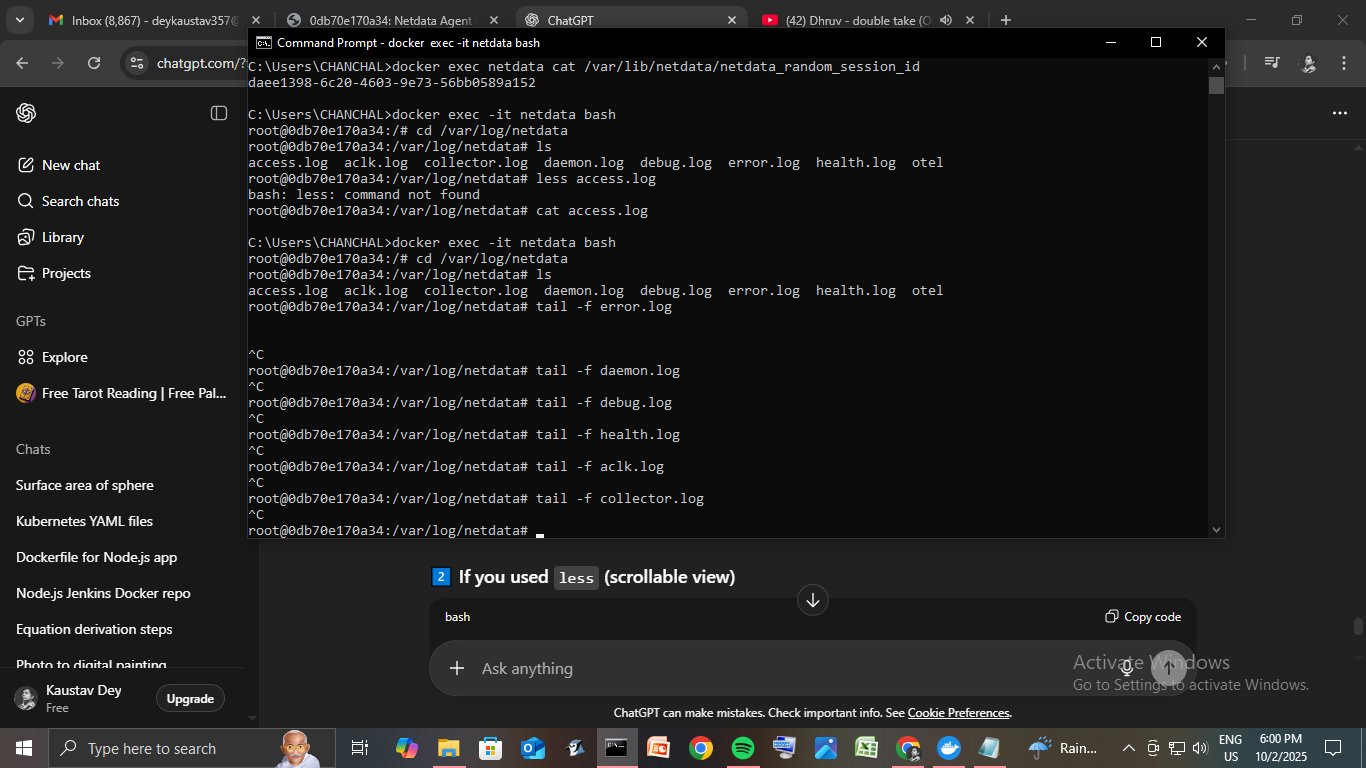 Inbox (8,867) - deykaustav357@
0db70e170a34: Netdata Agent
ChatGPT
(42) Dhruv - double take (O
Command Prompt - docker exec -it netdata bash
chatgpt.com/?
C:\Users\CHANCHAL>docker exec netdata cat /var/lib/netdata/netdata_random_session_id
daee1398-6c20-4603-9e73-56bb0589a152
C:\Users\CHANCHAL>docker exec -it netdata bash
root@0db70e170a34:/# cd /var/log/netdata
root@0db70e170a34:/var/log/netdata# ls
access.log aclk.log collector.log daemon.log debug.log error.log health.log otel
root@0db70e170a34:/var/log/netdata# less access.log
bash: less: command not found
root@0db70e170a34:/var/log/netdata# cat access.log
C:\Users\CHANCHAL>docker exec -it netdata bash
root@0db70e170a34:/# cd /var/log/netdata
root@0db70e170a34:/var/log/netdata# ls
access.log aclk.log collector.log daemon.log debug.log error.log health.log otel
root@0db70e170a34:/var/log/netdata# tail -f error.log
^C
root@0db70e170a34:/var/log/netdata# tail -f daemon.log
^C
root@0db70e170a34:/var/log/netdata# tail -f debug.log
^C
root@0db70e170a34:/var/log/netdata# tail -f health.log
^C
root@0db70e170a34:/var/log/netdata# tail -f aclk.log
^C
root@0db70e170a34:/var/log/netdata# tail -f collector.log
^C
root@0db70e170a34:/var/log/netdata#
New chat
Search chats
Library
Projects
GPTs
Explore
Free Tarot Reading | Free Pal...
Chats
Surface area of sphere
Kubernetes YAML files
Dockerfile for Node.js app
Node.js Jenkins Docker repo
Equation derivation steps
Photo to digital painting
Kaustav Dey
Free
Upgrade
2 If you used less (scrollable view)
bash
Copy code
Ask anything
Activate Windows
Go to Settings to activate Windows.
ChatGPT can make mistakes. Check important info. See Cookie Preferences.
Type here to search
Rain...
ENG
US
6:00 PM
10/2/2025